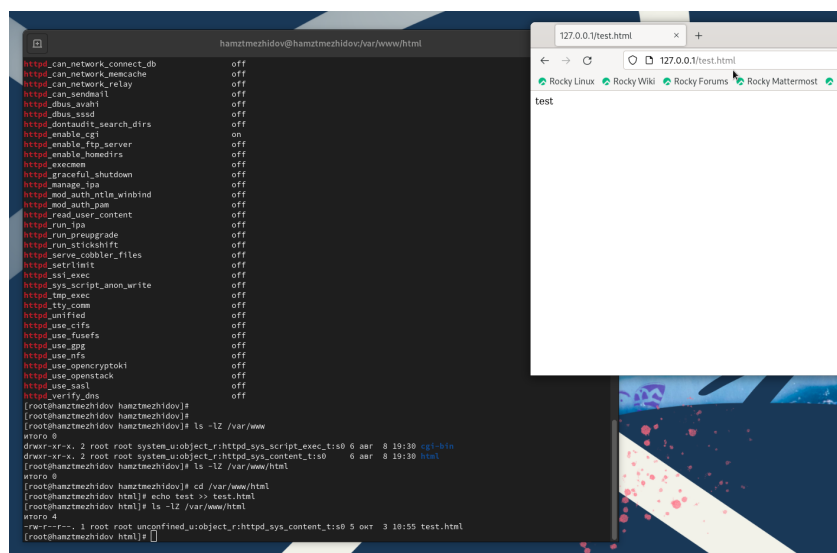 hamztmezhidov@hamztmezhidov:/var/www/html
httpd_can_network_connect_db off
httpd_can_network_memcache off
httpd_can_network_relay off
httpd_can_sendmail off
httpd_dbus_avahi off
httpd_dbus_sssd off
httpd_dontaudit_search_dirs off
httpd_enable_cgi on
httpd_enable_ftp_server off
httpd_enable_homedirs off
httpd_execmem off
httpd_graceful_shutdown off
httpd_manage_ipa off
httpd_mod_auth_ntlm_winbind off
httpd_mod_auth_pam off
httpd_read_user_content off
httpd_run_ipa off
httpd_run_preupgrade off
httpd_run_stickshift off
httpd_serve_cobbler_files off
httpd_setrlimit off
httpd_ssi_exec off
httpd_sys_script_anon_write off
httpd_tmp_exec off
httpd_tty_comm off
httpd_unified off
httpd_use_cifs off
httpd_use_fusefs off
httpd_use_gpg off
httpd_use_nfs off
httpd_use_opencryptoki off
httpd_use_openstack off
httpd_use_sasl off
httpd_verify_dns off
[root@hamztmezhidov hamztmezhidov]#
[root@hamztmezhidov hamztmezhidov]#
[root@hamztmezhidov hamztmezhidov]# ls -lZ /var/www
итого 0
drwxr-xr-x. 2 root root system_u:object_r:httpd_sys_script_exec_t:s0 6 авг 8 19:30 cgi-bin
drwxr-xr-x. 2 root root system_u:object_r:httpd_sys_content_t:s0 6 авг 8 19:30 html
[root@hamztmezhidov hamztmezhidov]# ls -lZ /var/www/html
итого 0
[root@hamztmezhidov hamztmezhidov]# cd /var/www/html
[root@hamztmezhidov html]# echo test >> test.html
[root@hamztmezhidov html]# ls -lZ /var/www/html
итого 4
-rw-r--r--. 1 root root unconfined_u:object_r:httpd_sys_content_t:s0 5 окт 3 10:55 test.html
[root@hamztmezhidov html]#
127.0.0.1/test.html
127.0.0.1/test.html
Rocky Linux Rocky Wiki Rocky Forums Rocky Mattermost
test